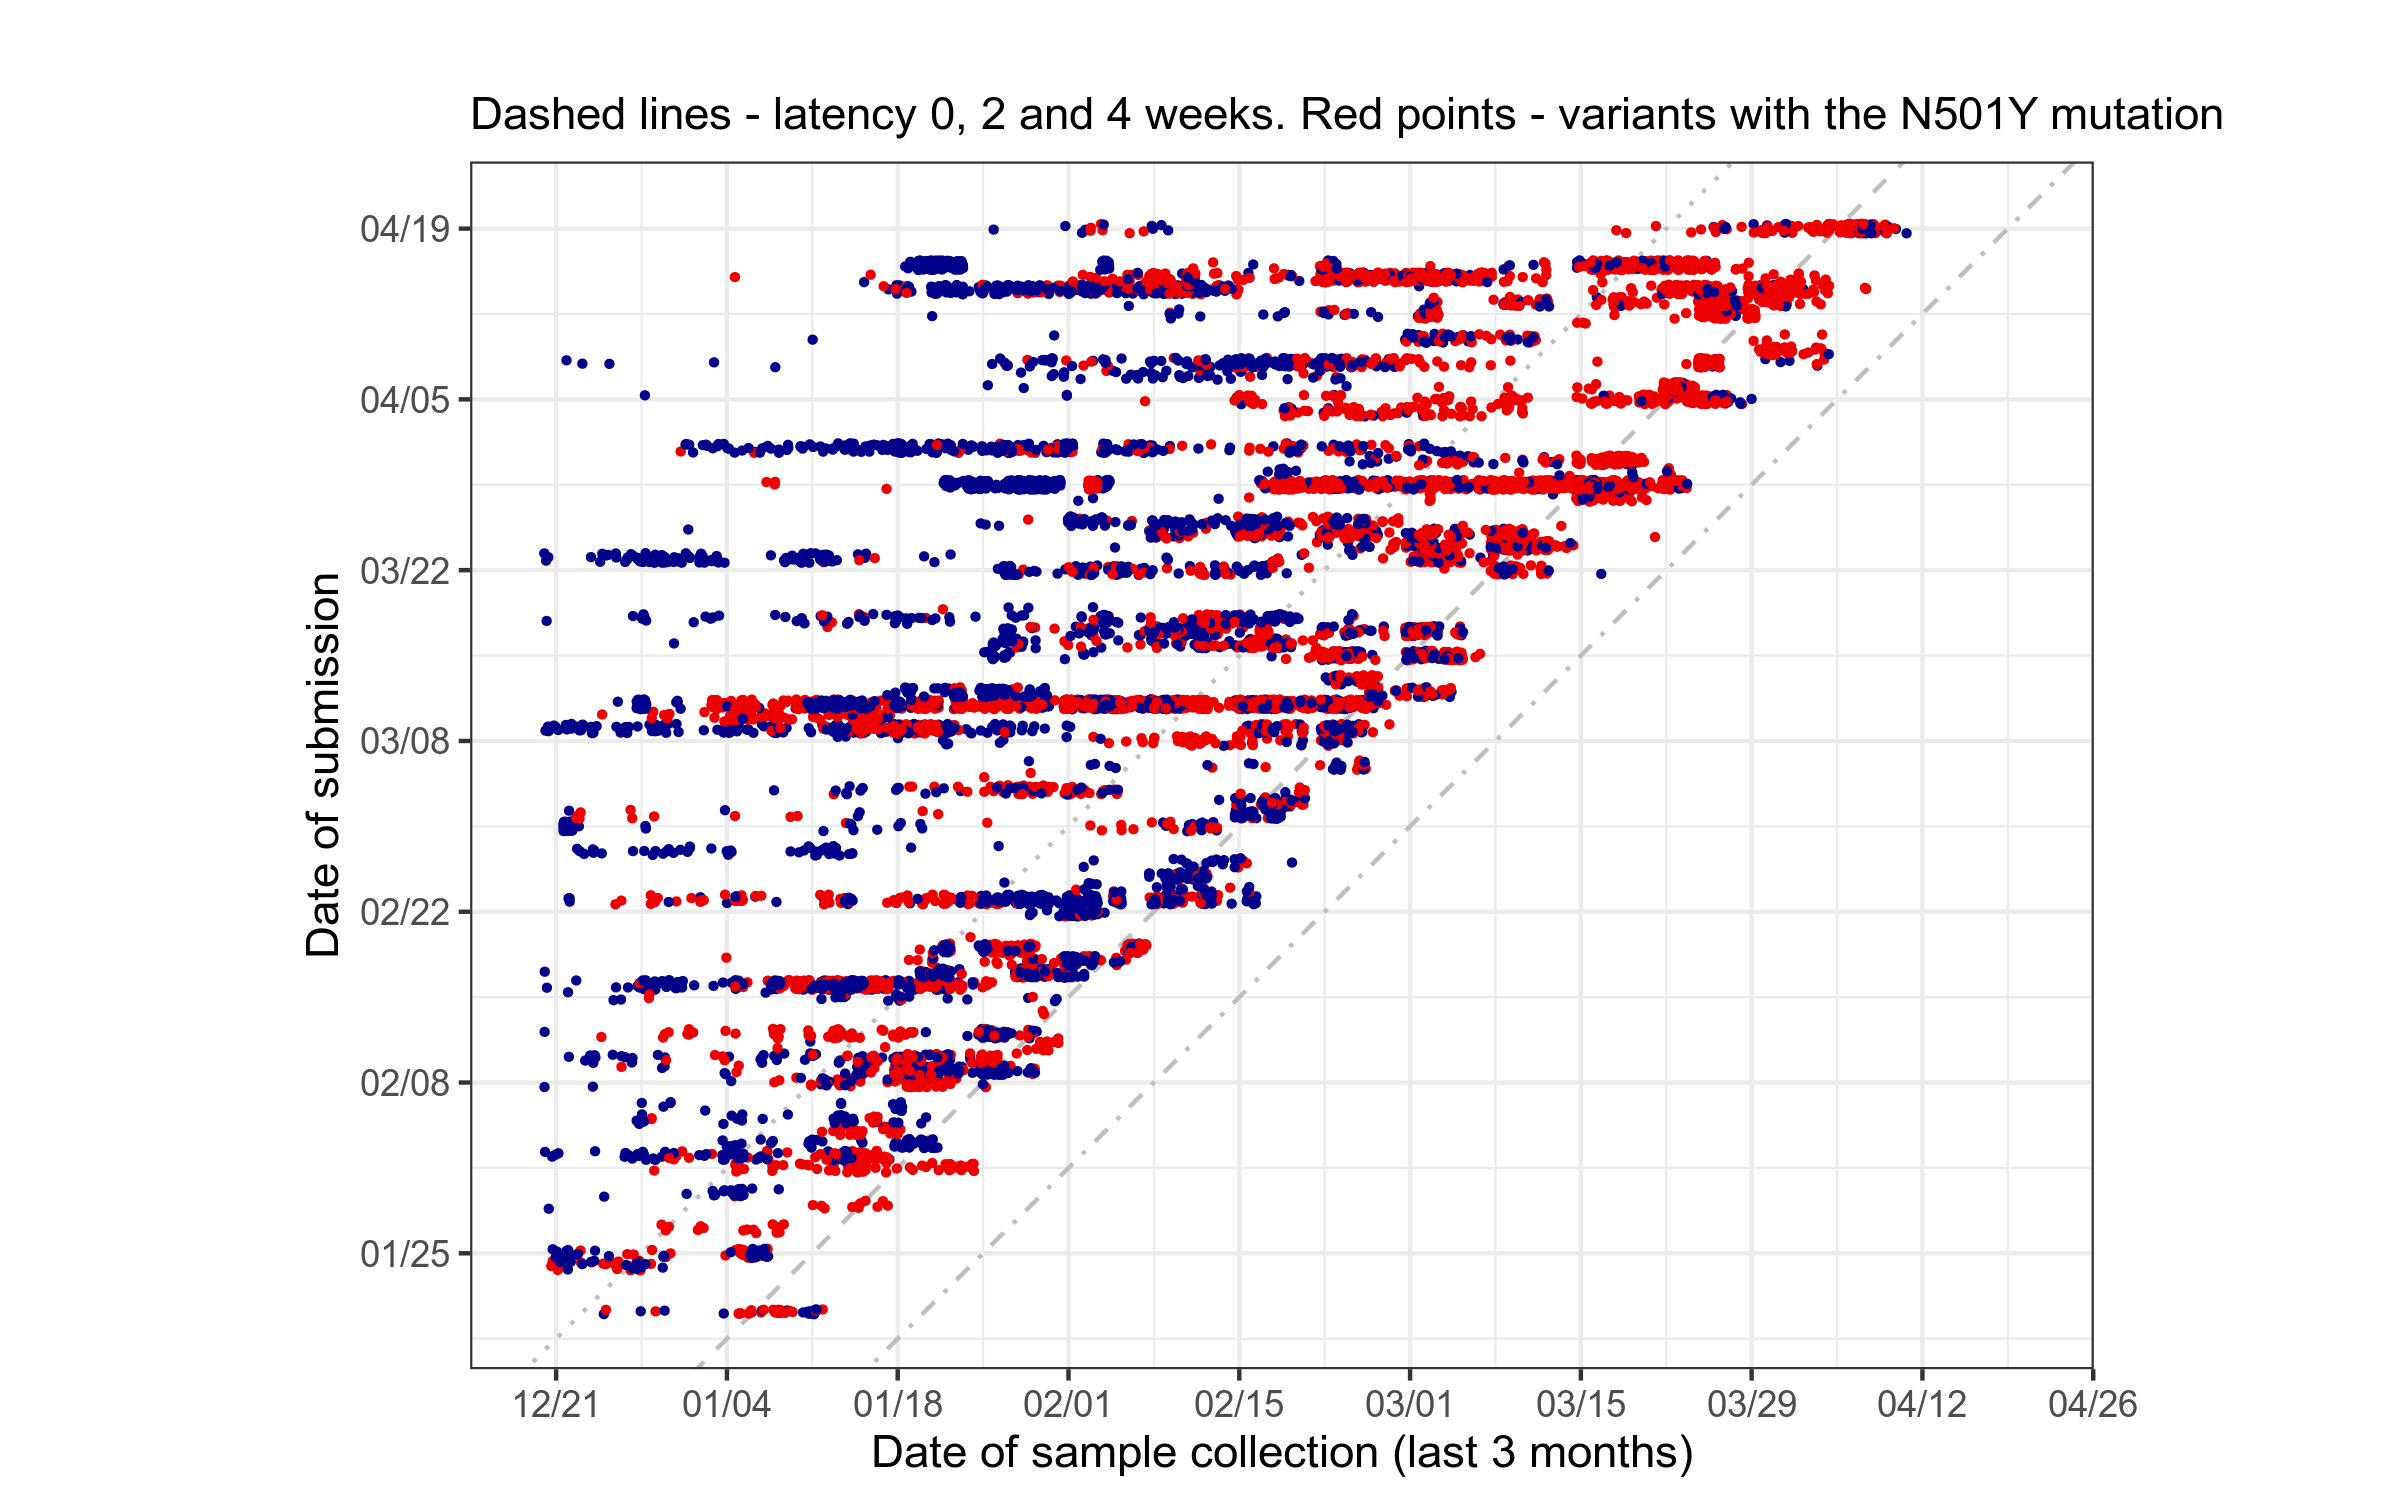 Dashed lines - latency 0, 2 and 4 weeks. Red points - variants with the N501Y mutation
Date of submission
04/19
04/05
03/22
03/08
02/22
02/08
01/25
12/21 01/04 01/18 02/01 02/15 03/01 03/15 03/29 04/12 04/26
Date of sample collection (last 3 months)